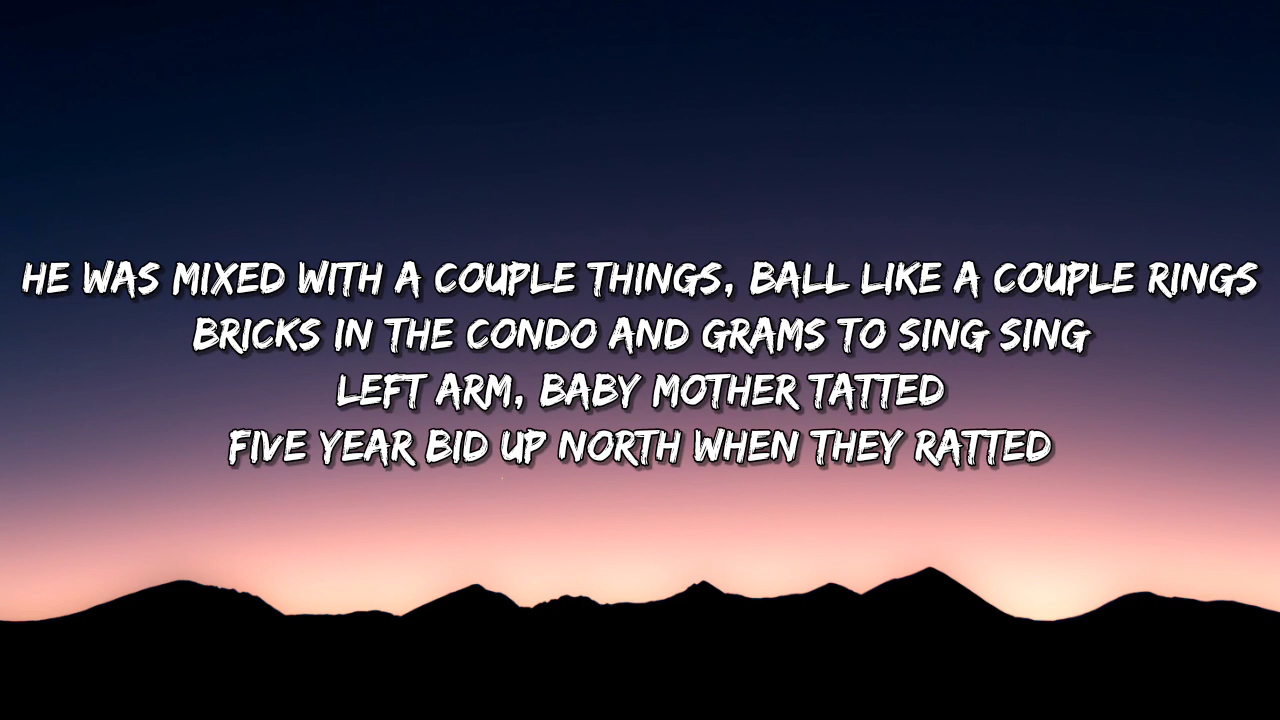 HE WAS MIXED WITH A COUPLE THINGS, BALL LIKE A COUPLE RINGS
BRICKS IN THE CONDO AND GRAMS TO SING SING
LEFT ARM, BABY MOTHER TATTED
FIVE YEAR BID UP NORTH WHEN THEY RATTED